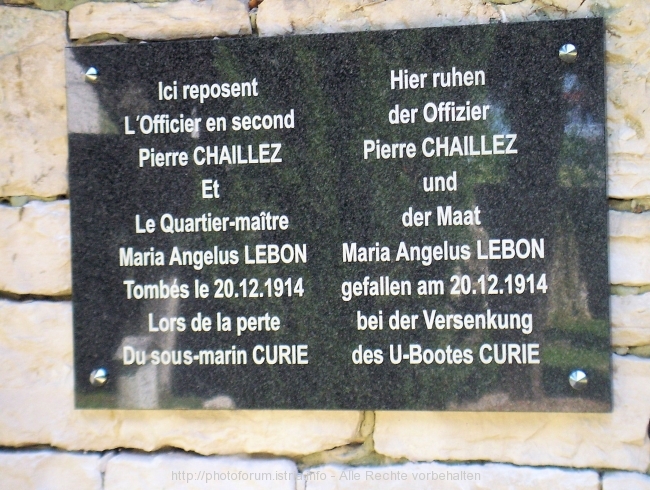 Ici reposent
L´Officier en second
Pierre CHAILLEZ
Et
Le Quartier-maître
Maria Angelus LEBON
Tombés le 20.12.1914
Lors de la perte
Du sous-marin CURIE
Hier ruhen
der Offizier
Pierre CHAILLEZ
und
der Maat
Maria Angelus LEBON
gefallen am 20.12.1914
bei der Versenkung
des U-Bootes CURIE
http://photoforum.istrien.info - Alle Rechte vorbehalten